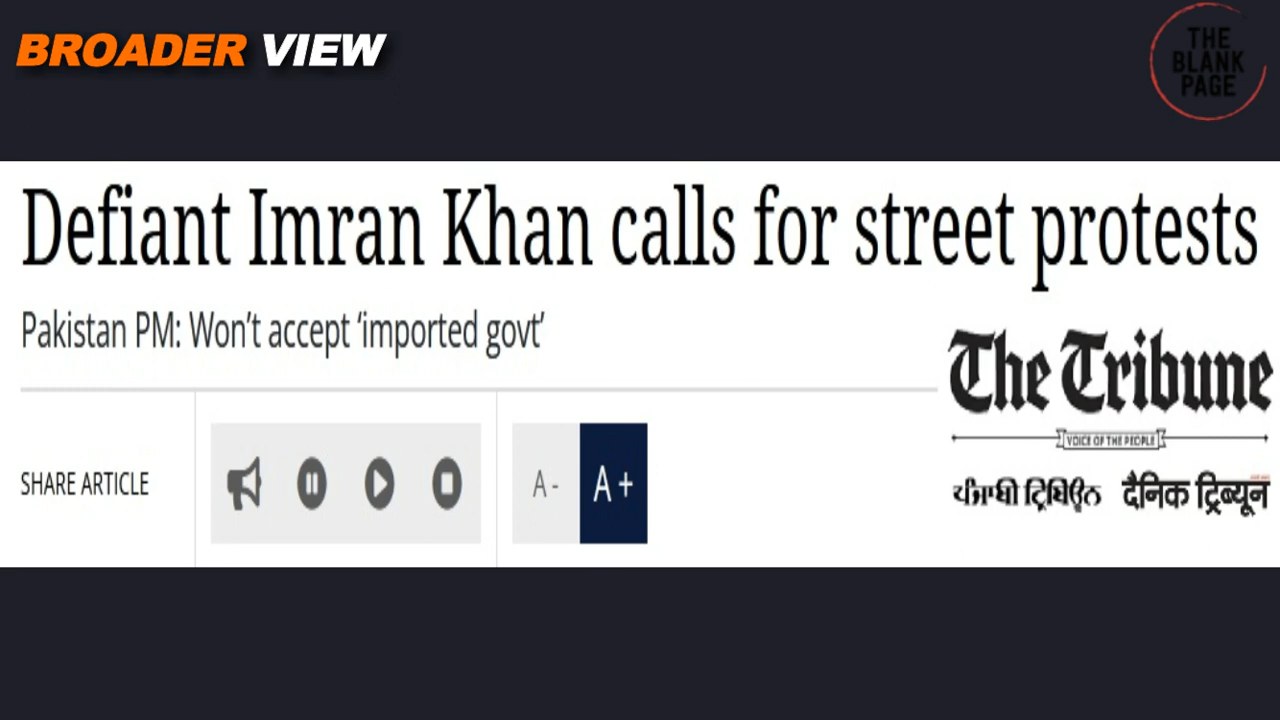 BROADER VIEW
THE
BLANK
PAGE
Defiant Imran Khan calls for street protests
Pakistan PM: Won’t accept ‘imported govt’
The Tribune
VOICE OF THE PEOPLE
ਪੰਜਾਬੀ ਟ੍ਰਿਬਿਊਨ दैनिक ट्रिब्यून
SHARE ARTICLE
A -
A +